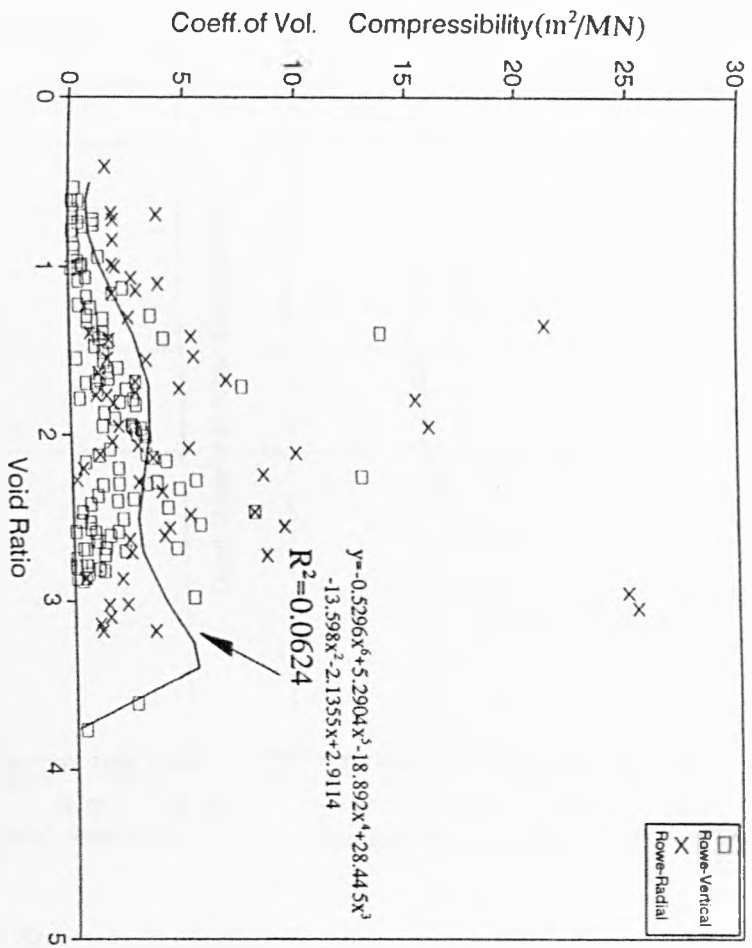 Coeff.of Vol. Compressibility(m²/MN)
0
5
10
15
20
25
30
0
1
2
3
4
5
Void Ratio
y=-0.5296x⁶+5.2904x⁵-18.892x⁴+28.445x³
-13.598x²-2.1355x+2.9114
R²=0.0624
Rowe-Vertical
Rowe-Radial